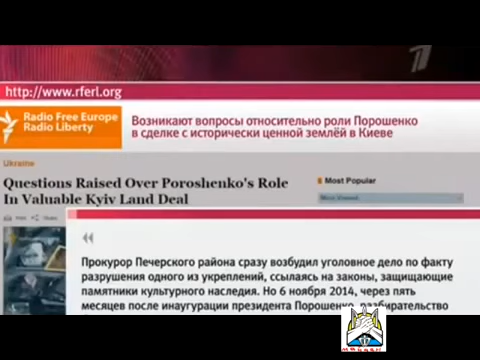 http://www.rferl.org
Radio Free Europe
Radio Liberty
Возникают вопросы относительно роли Порошенко
в сделке с исторически ценной землёй в Киеве
Ukraine
Questions Raised Over Poroshenko's Role
In Valuable Kyiv Land Deal
Most Popular
Прокурор Печерского района сразу возбудил уголовное дело по факту
разрушения одного из укреплений, ссылаясь на законы, защищающие
памятники культурного наследия. Но 6 ноября 2014, через пять
месяцев после инаугурации президента Порошенко, разбирательство